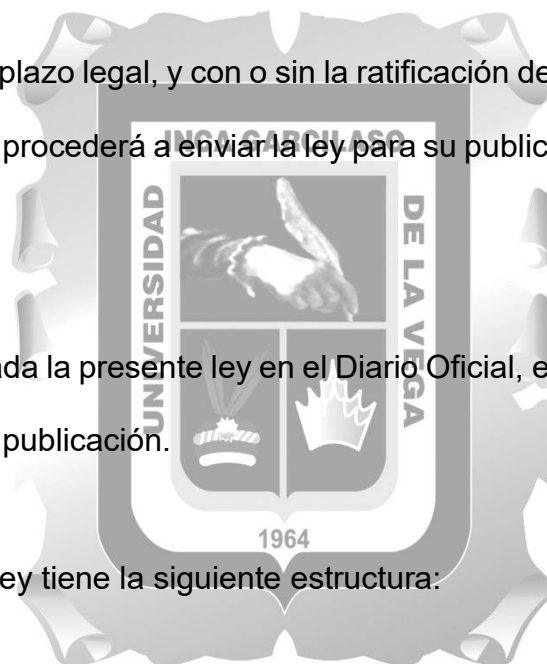 plazo legal, y con o sin la ratificación de
INCA GARCILASO
procederá a enviar la ley para su public
UNIVERSIDAD
DE LA VEGA
ada la presente ley en el Diario Oficial, e
publicación.
1964
ey tiene la siguiente estructura: